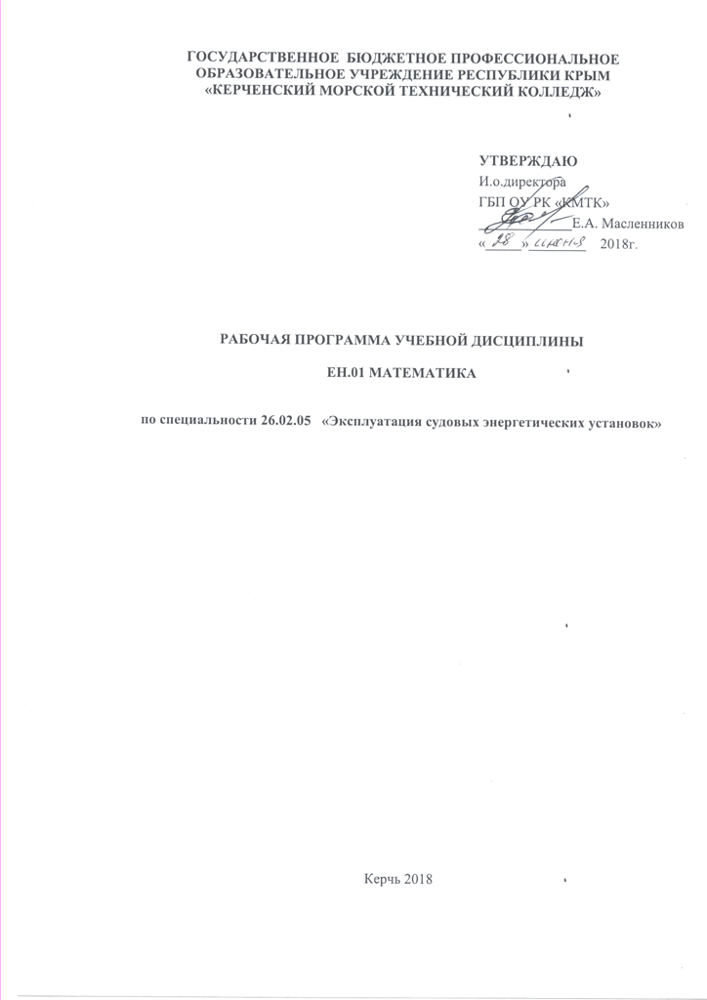 ГОСУДАРСТВЕННОЕ БЮДЖЕТНОЕ ПРОФЕССИОНАЛЬНОЕ
ОБРАЗОВАТЕЛЬНОЕ УЧРЕЖДЕНИЕ РЕСПУБЛИКИ КРЫМ
«КЕРЧЕНСКИЙ МОРСКОЙ ТЕХНИЧЕСКИЙ КОЛЛЕДЖ»
УТВЕРЖДАЮ
И.о.директора
ГБП ОУ РК «КМТК»
Е.А. Масленников
«28» июня 2018г.
РАБОЧАЯ ПРОГРАММА УЧЕБНОЙ ДИСЦИПЛИНЫ
ЕН.01 МАТЕМАТИКА
по специальности 26.02.05 «Эксплуатация судовых энергетических установок»
Керчь 2018